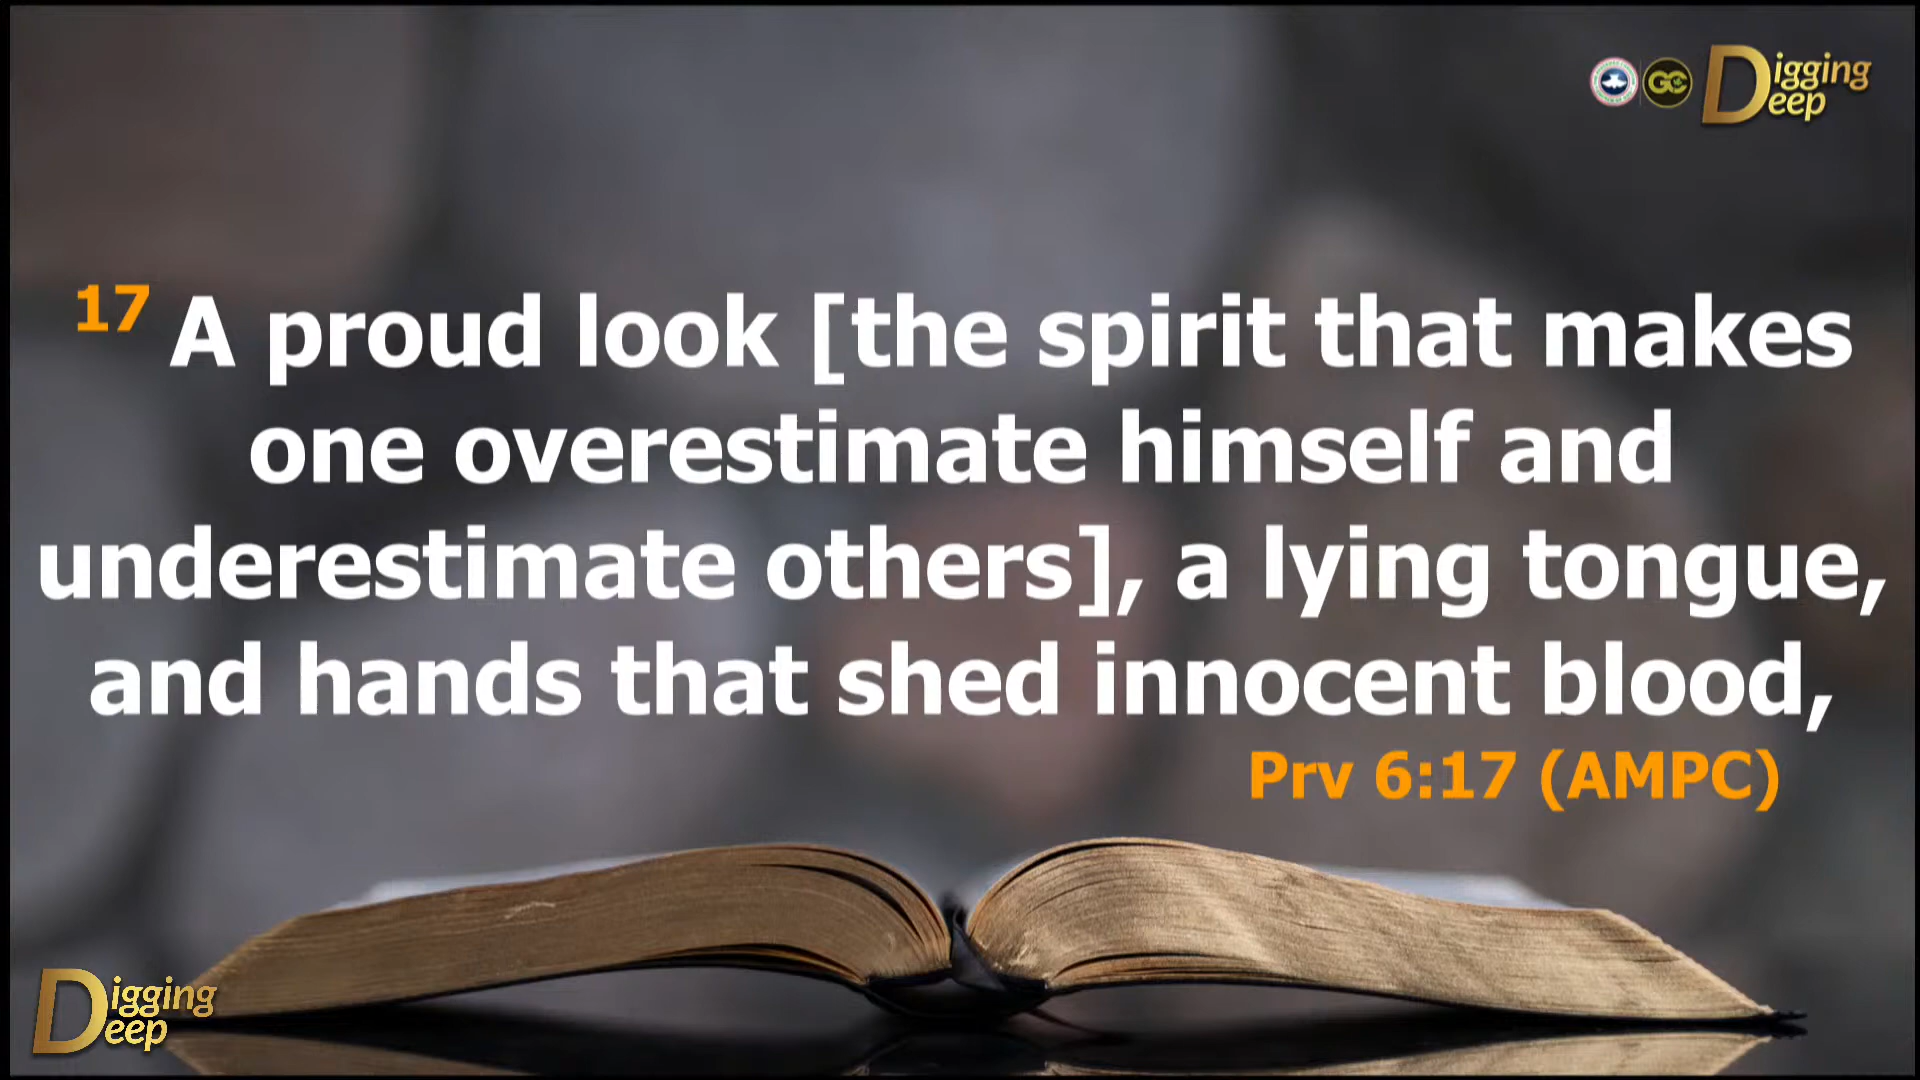 Digging
Deep
17 A proud look [the spirit that makes
one overestimate himself and
underestimate others], a lying tongue,
and hands that shed innocent blood,
Prv 6:17 (AMPC)
Digging
Deep